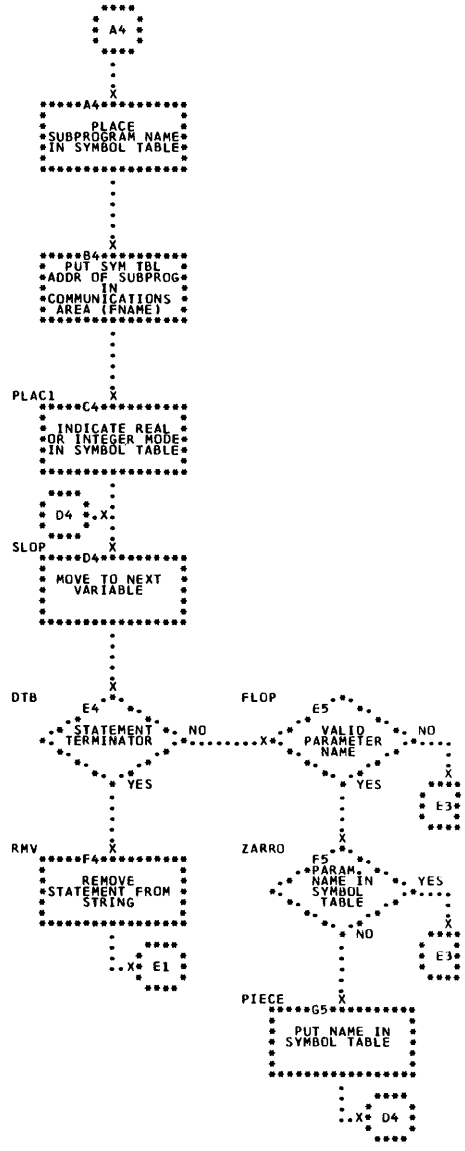 A4
A4
PLACE
SUBPROGRAM NAME
IN SYMBOL TABLE
B4
PUT SYM TBL
ADDR OF SUBPROG
IN
COMMUNICATIONS
AREA (FNAME)
PLAC1
C4
INDICATE REAL
OR INTEGER MODE
IN SYMBOL TABLE
D4
SLOP
D4
MOVE TO NEXT
VARIABLE
DTB
E4
STATEMENT
TERMINATOR
NO
YES
FLOP
E5
VALID
PARAMETER
NAME
NO
YES
E3
RMV
F4
REMOVE
STATEMENT FROM
STRING
E1
ZARRO
F5
PARAM.
NAME IN
SYMBOL
TABLE
YES
NO
E3
PIECE
G5
PUT NAME IN
SYMBOL TABLE
D4